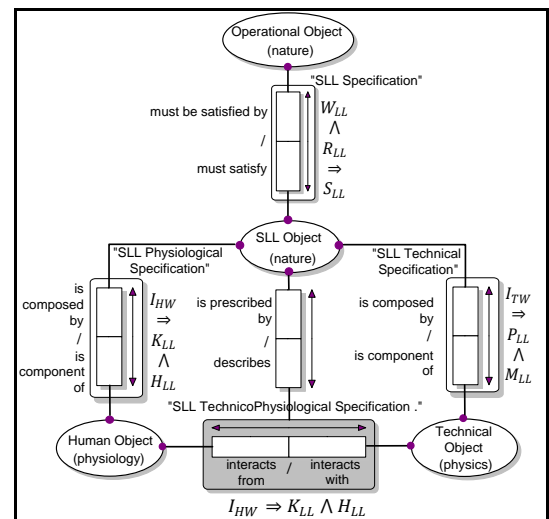 Operational Object
(nature)
"SLL Specification"
must be satisfied by
/
must satisfy
W_LL
∧
R_LL
⇒
S_LL
SLL Object
(nature)
"SLL Physiological
Specification"
"SLL Technical
Specification"
is
composed
by
/
is
component
of
I_HW
⇒
K_LL
∧
H_LL
is prescribed
by
/
describes
is composed
by
/
is component
of
I_TW
⇒
P_LL
∧
M_LL
"SLL TechnicoPhysiological Specification ."
Human Object
(physiology)
interacts
from
/
interacts
with
Technical
Object
(physics)
I_HW ⇒ K_LL ∧ H_LL